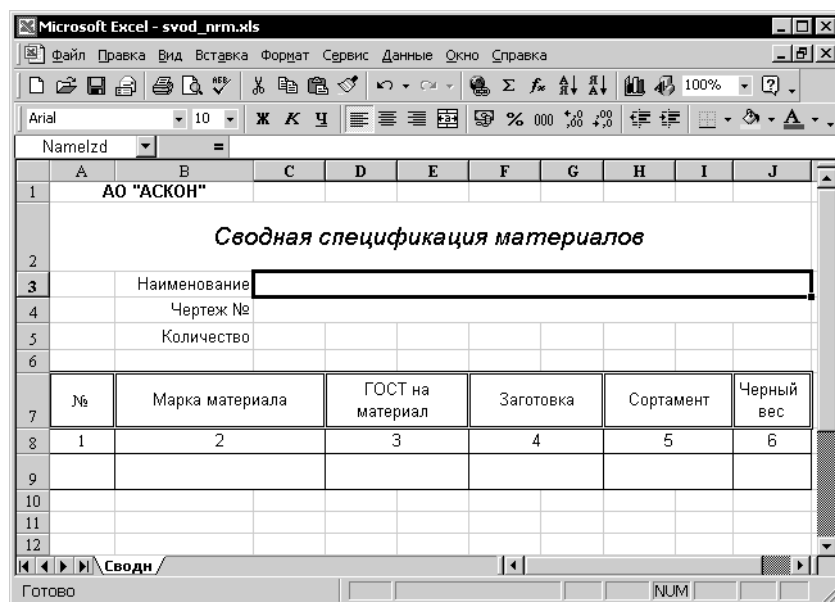 Microsoft Excel - svod_nrm.xls
Файл Правка Вид Вставка Формат Сервис Данные Окно Справка
Σ fx 100%
Arial 10 Ж К Ч % 000
NameIzd =
A B C D E F G H I J
1 АО "АСКОН"
2 Сводная спецификация материалов
3 Наименование
4 Чертеж №
5 Количество
6
7 № Марка материала ГОСТ на материал Заготовка Сортамент Черный вес
8 1 2 3 4 5 6
9
10
11
12
Сводн
Готово NUM